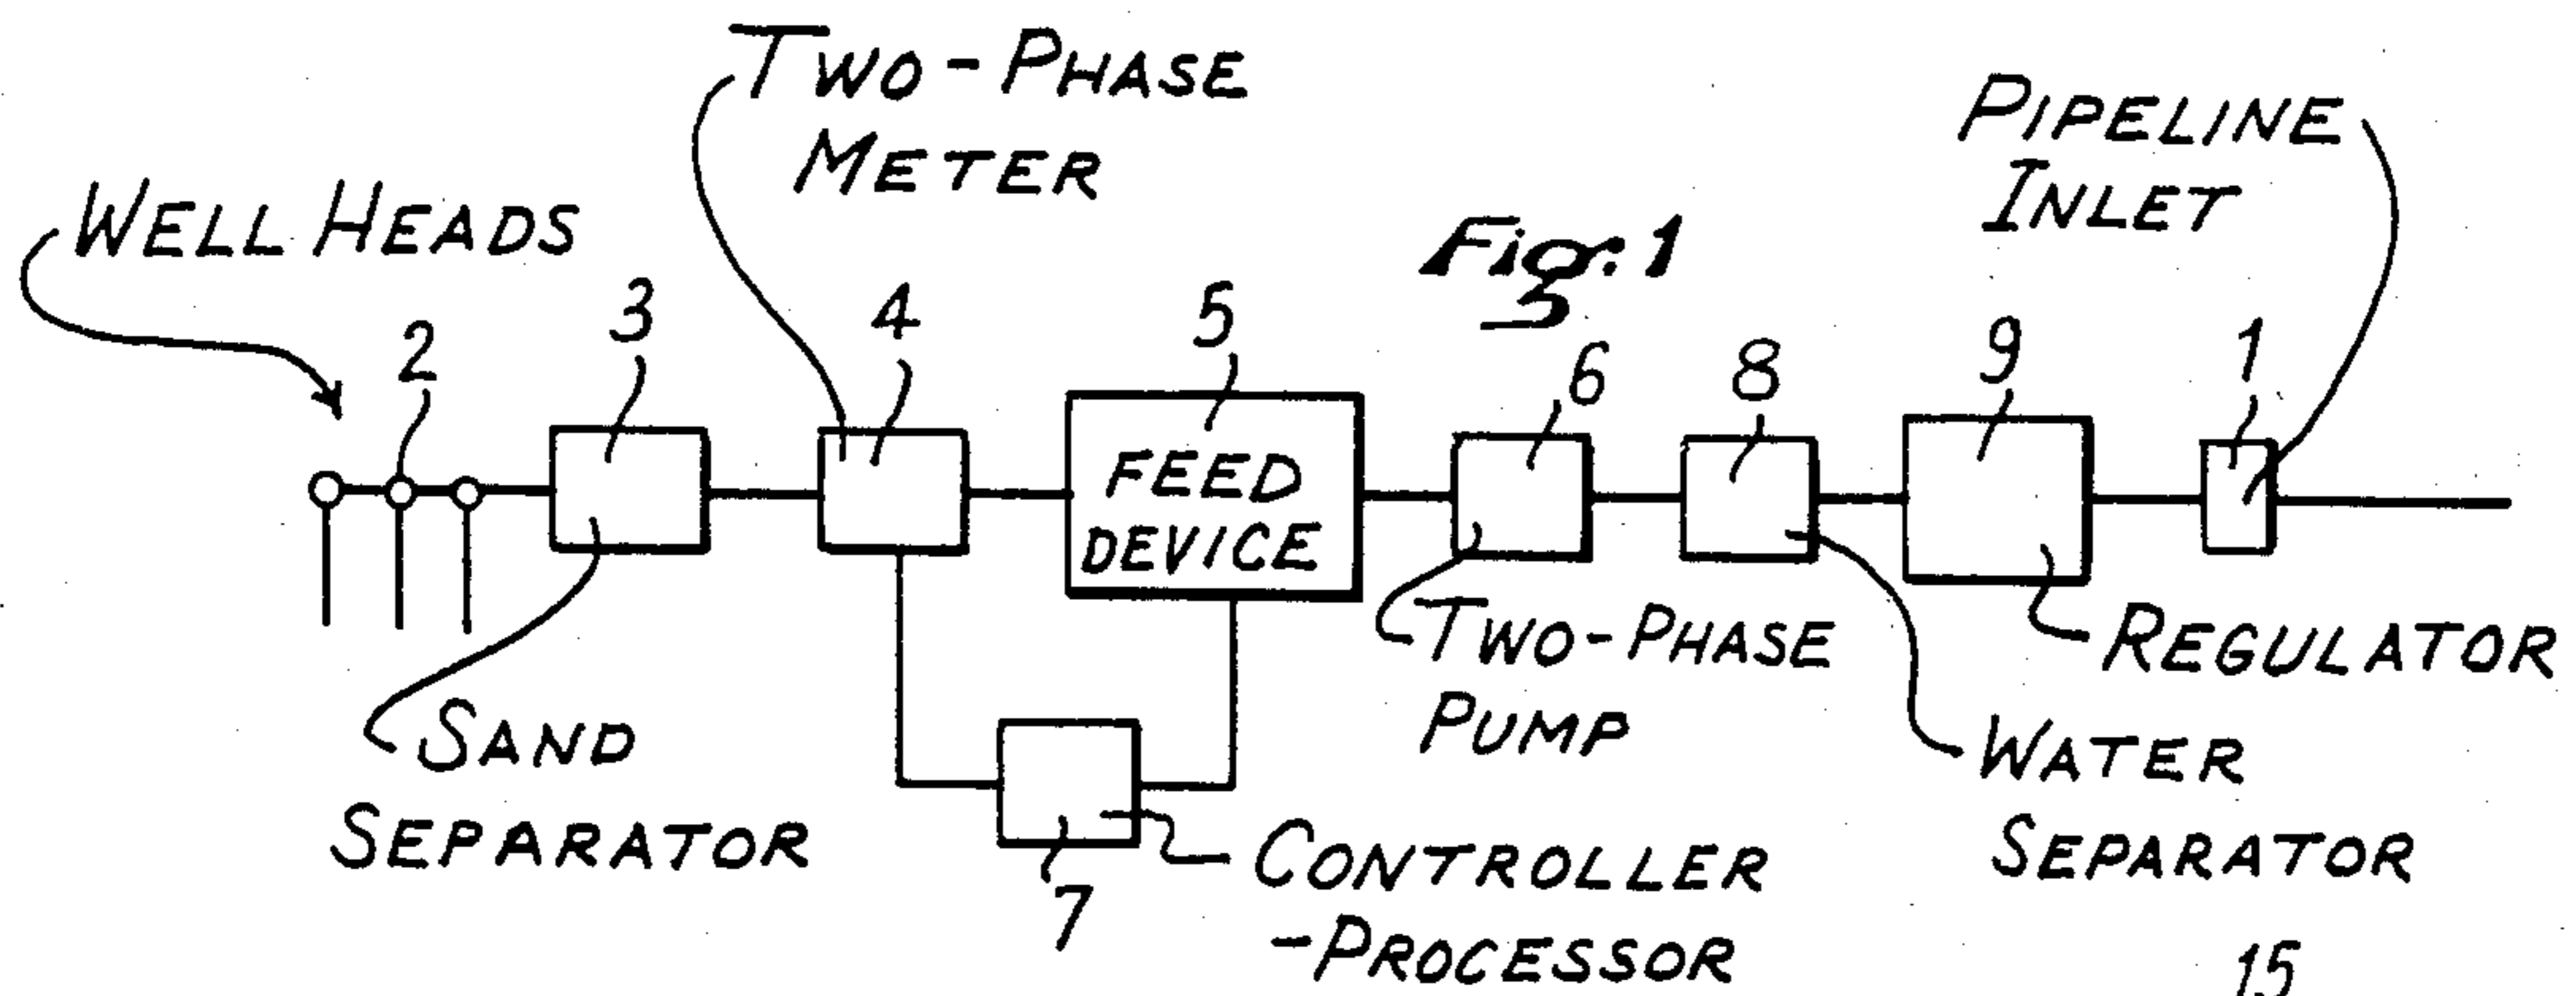 TWO-PHASE
METER
PIPELINE
INLET
WELL HEADS
Fig. 1
2
3
4
5
6
8
9
1
FEED
DEVICE
TWO-PHASE
PUMP
REGULATOR
SAND
SEPARATOR
WATER
SEPARATOR
7
CONTROLLER
-PROCESSOR
15